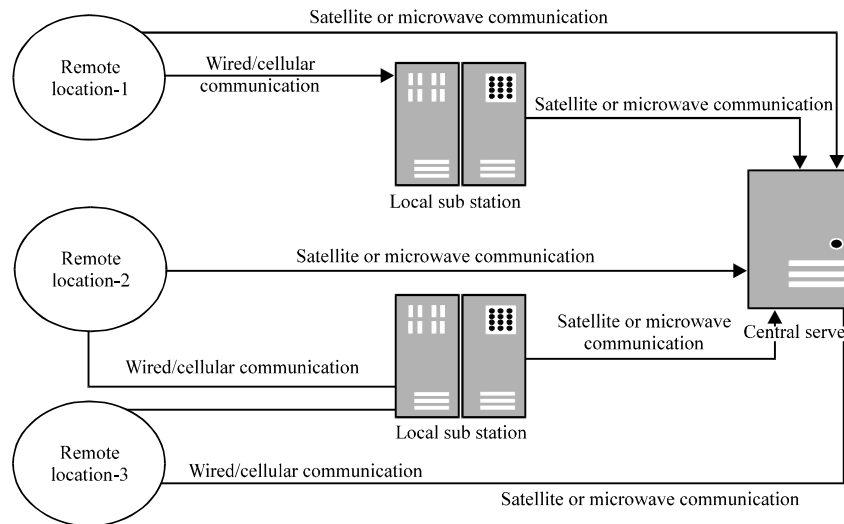 Satellite or microwave communication
Remote
location-1
Wired/cellular
communication
Satellite or microwave communication
Local sub station
Remote
location-2
Satellite or microwave communication
Satellite or microwave
communication
Central serve
Wired/cellular communication
Local sub station
Remote
location-3
Wired/cellular communication
Satellite or microwave communication